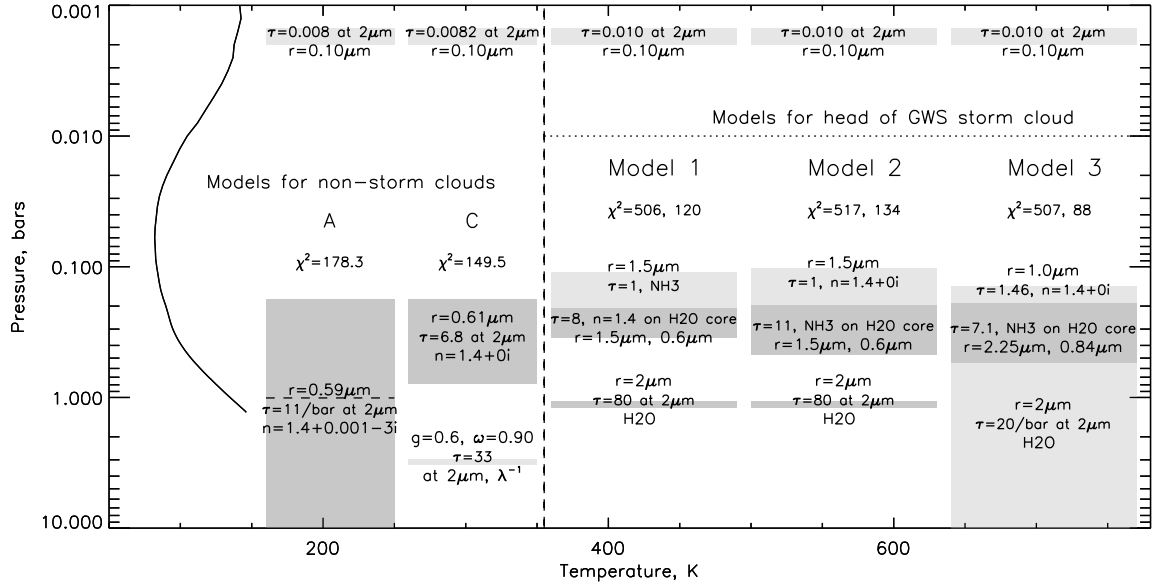 0.001
0.010
0.100
1.000
10.000
Pressure, bars
200
400
600
Temperature, K
τ=0.008 at 2μm
r=0.10μm
τ=0.0082 at 2μm
r=0.10μm
τ=0.010 at 2μm
r=0.10μm
τ=0.010 at 2μm
r=0.10μm
τ=0.010 at 2μm
r=0.10μm
Models for non-storm clouds
A
χ²=178.3
r=0.59μm
τ=11/bar at 2μm
n=1.4+0.001-3i
C
χ²=149.5
r=0.61μm
τ=6.8 at 2μm
n=1.4+0i
g=0.6, ω=0.90
τ=33
at 2μm, λ⁻¹
Models for head of GWS storm cloud
Model 1
χ²=506, 120
r=1.5μm
τ=1, NH3
τ=8, n=1.4 on H2O core
r=1.5μm, 0.6μm
r=2μm
τ=80 at 2μm
H2O
Model 2
χ²=517, 134
r=1.5μm
τ=1, n=1.4+0i
τ=11, NH3 on H2O core
r=1.5μm, 0.6μm
r=2μm
τ=80 at 2μm
H2O
Model 3
χ²=507, 88
r=1.0μm
τ=1.46, n=1.4+0i
τ=7.1, NH3 on H2O core
r=2.25μm, 0.84μm
r=2μm
τ=20/bar at 2μm
H2O